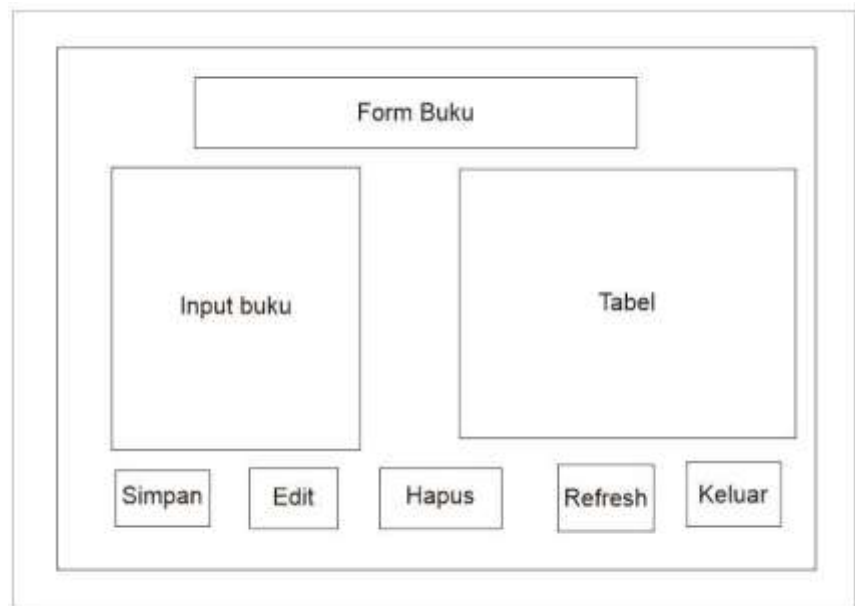 Form Buku
Input buku
Tabel
Simpan
Edit
Hapus
Refresh
Keluar